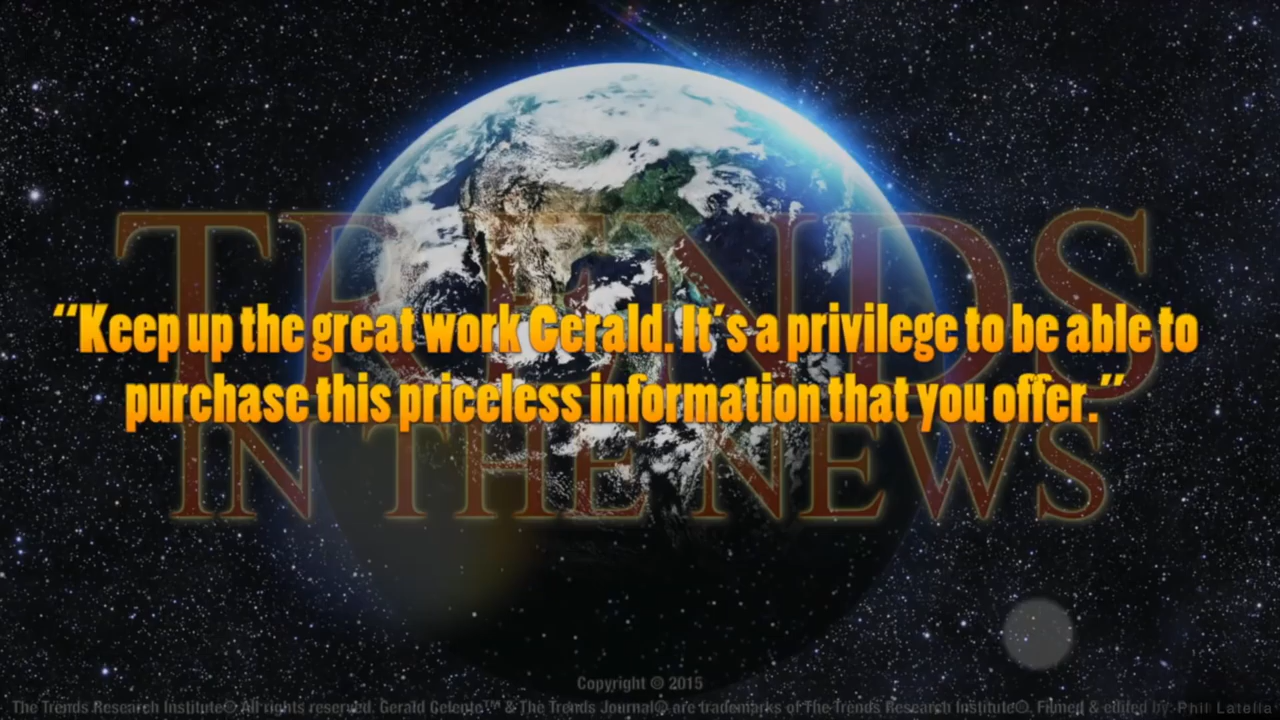 TRENDS
IN THE NEWS
“Keep up the great work Gerald. It's a privilege to be able to
purchase this priceless information that you offer.”
Copyright © 2015
The Trends Research Institute® All rights reserved. Gerald Celente™ & The Trends Journal® are trademarks of The Trends Research Institute®. Filmed & edited by: Phil Latella